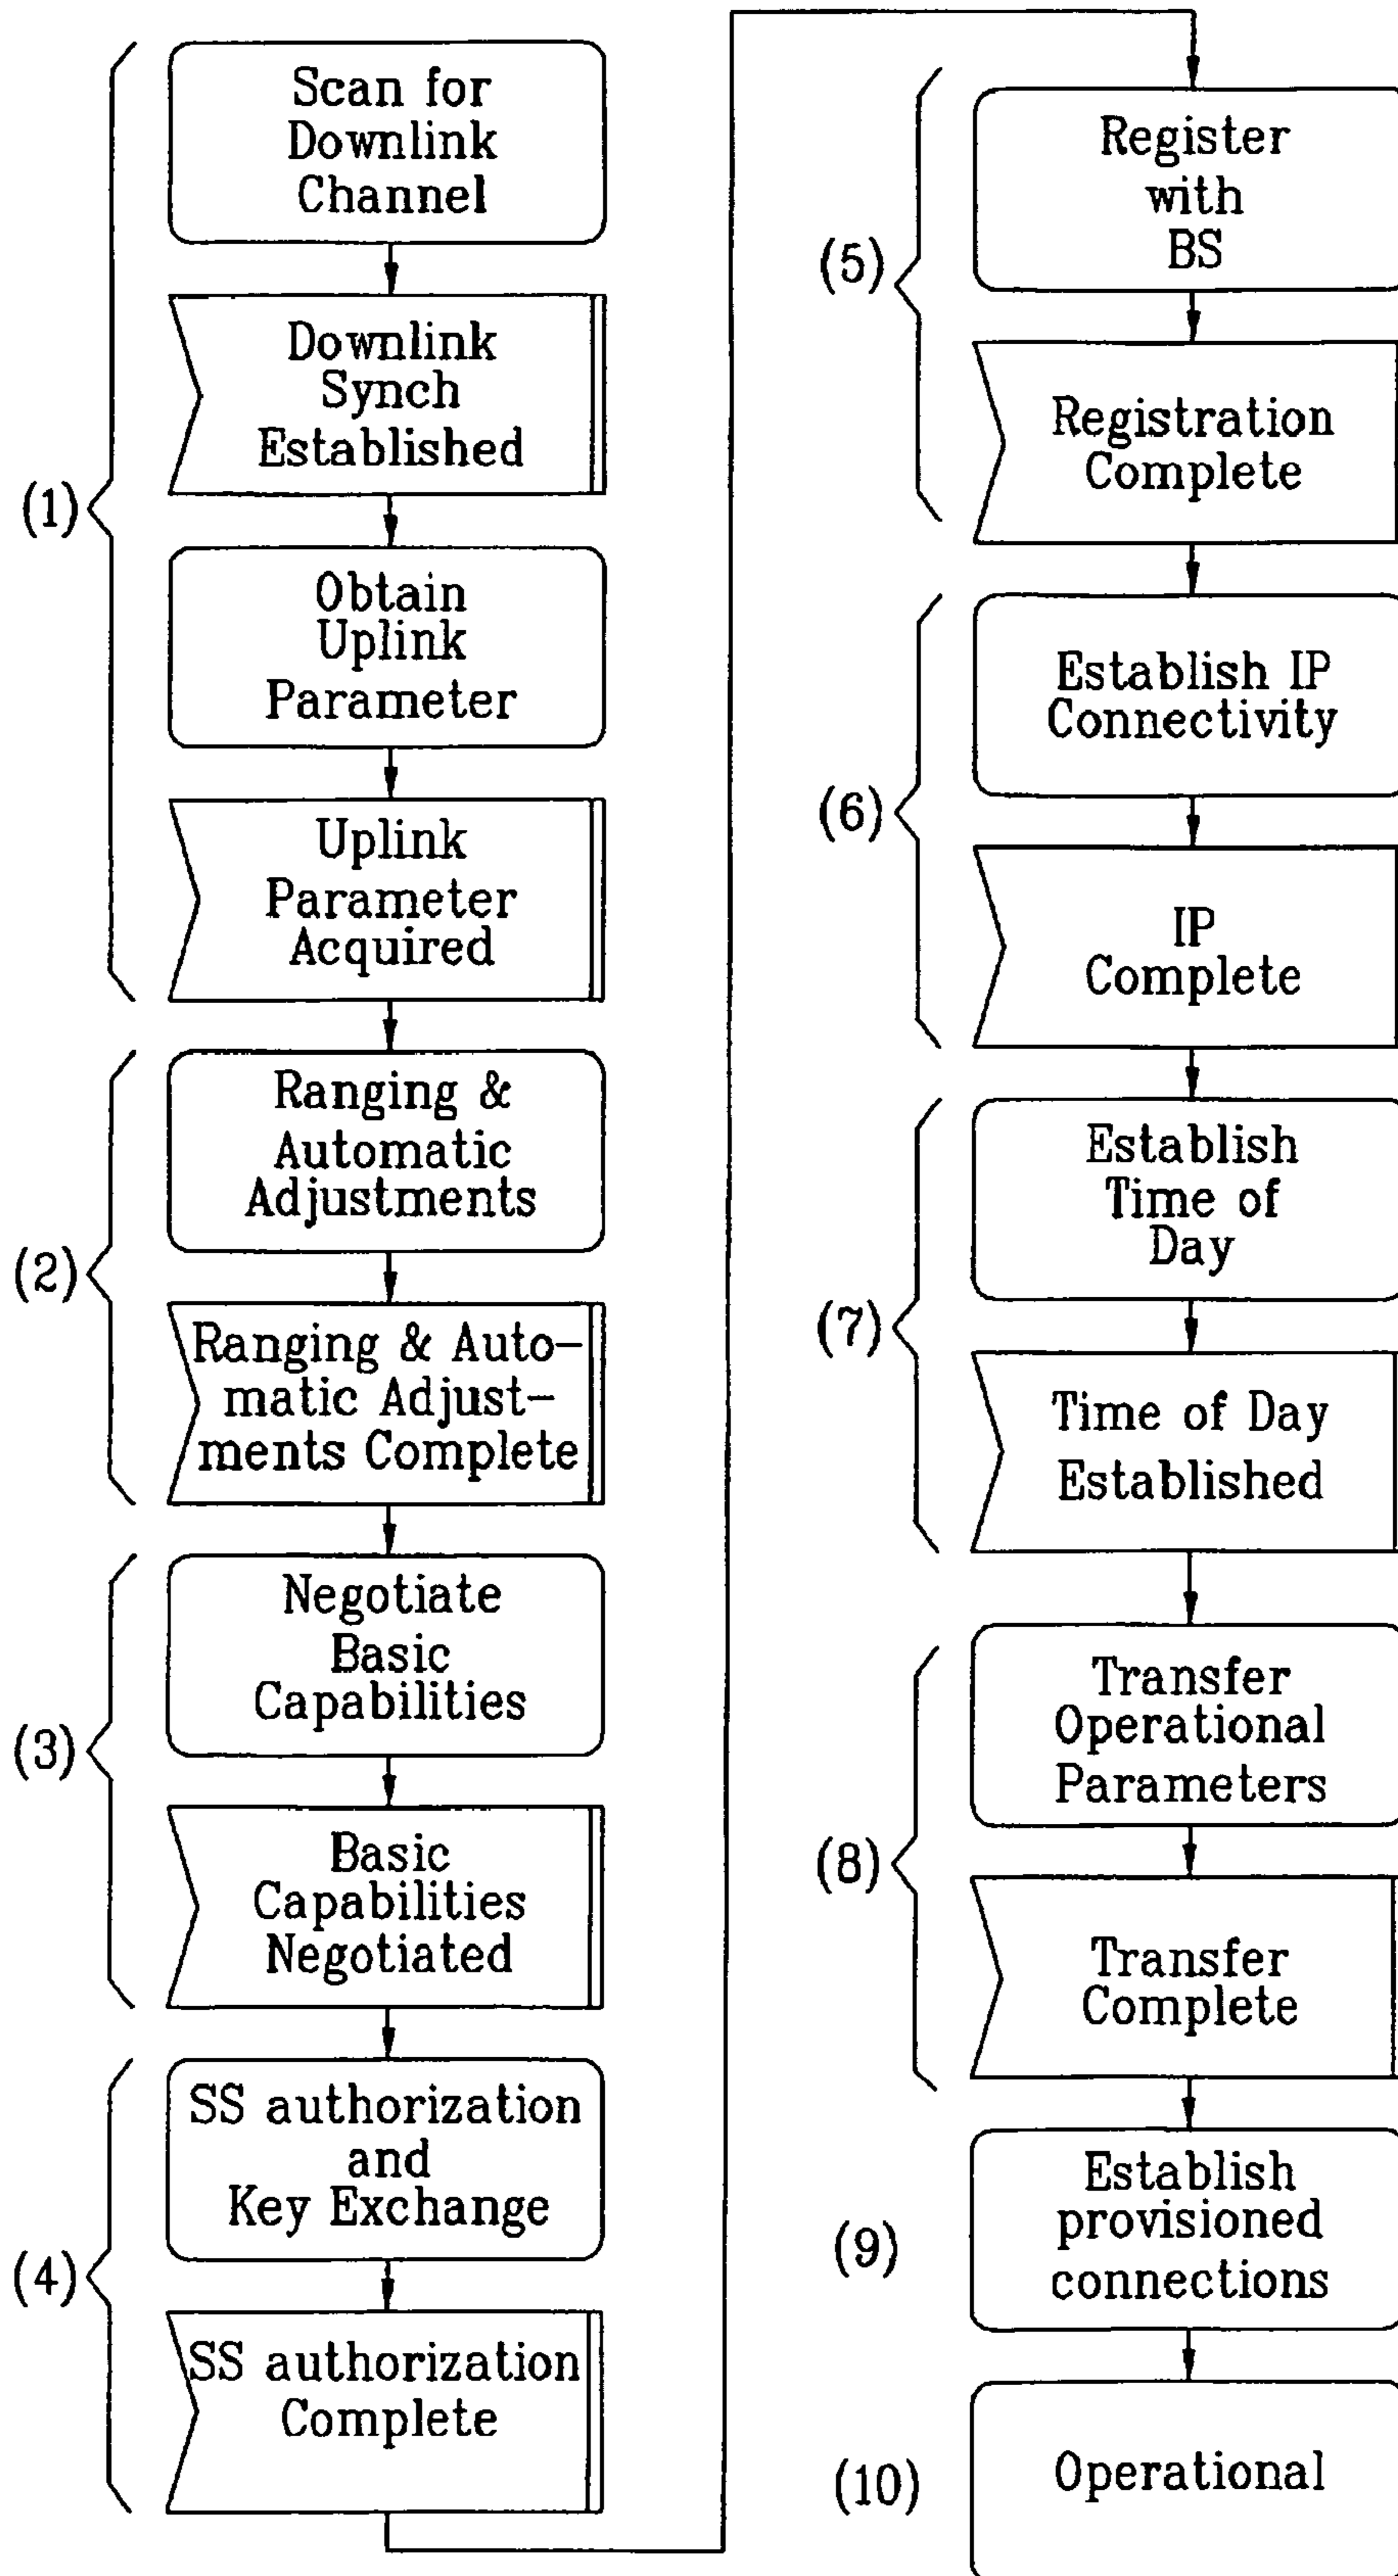 Scan for
Downlink
Channel
Downlink
Synch
Established
(1)
Obtain
Uplink
Parameter
Uplink
Parameter
Acquired
Ranging &
Automatic
Adjustments
(2)
Ranging & Auto-
matic Adjust-
ments Complete
Negotiate
Basic
Capabilities
(3)
Basic
Capabilities
Negotiated
SS authorization
and
Key Exchange
(4)
SS authorization
Complete
Register
with
BS
(5)
Registration
Complete
Establish IP
Connectivity
(6)
IP
Complete
Establish
Time of
Day
(7)
Time of Day
Established
Transfer
Operational
Parameters
(8)
Transfer
Complete
Establish
provisioned
connections
(9)
Operational
(10)